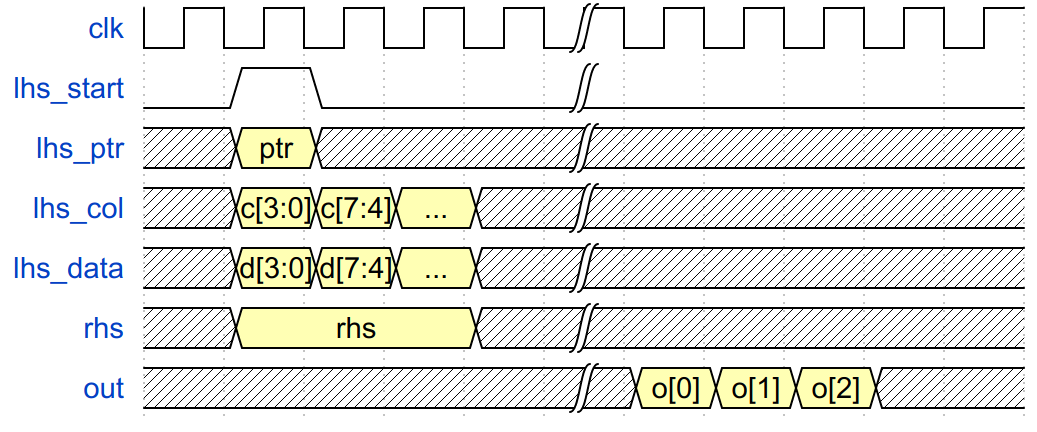 clk
lhs_start
lhs_ptr ptr
lhs_col c[3:0] c[7:4] ...
lhs_data d[3:0] d[7:4] ...
rhs rhs
out o[0] o[1] o[2]